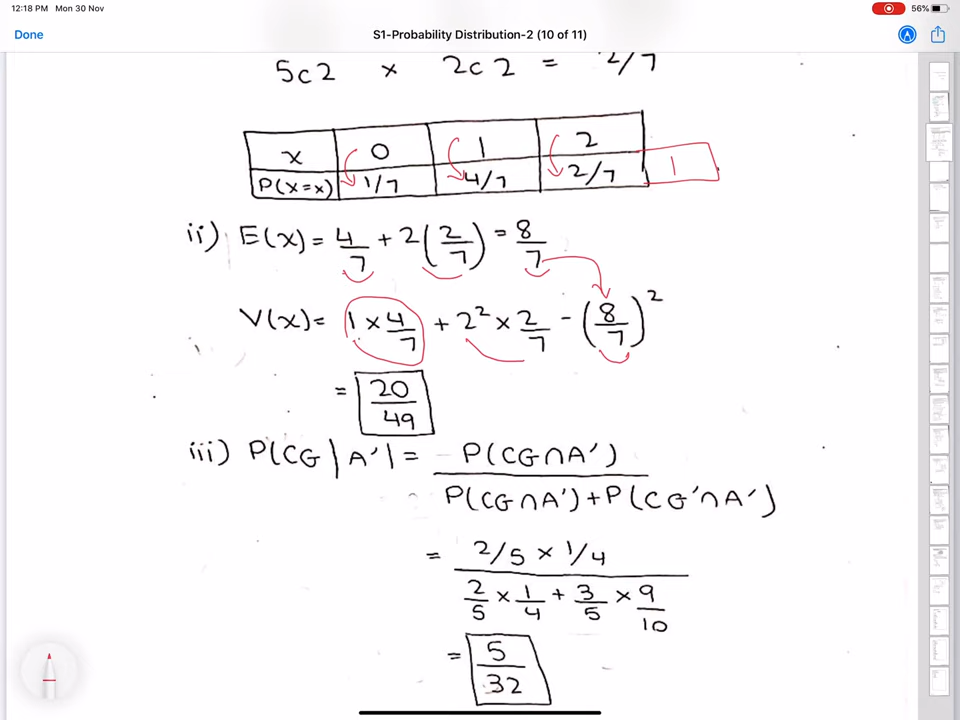 12:18 PM Mon 30 Nov 56%
Done S1-Probability Distribution-2 (10 of 11)
5c2 x 2c2 = 2/7
x 0 1 2
P(x=x) 1/7 4/7 2/7 1
ii) E(x) = 4/7 + 2(2/7) = 8/7
V(x) = 1 × 4/7 + 2² × 2/7 − (8/7)²
= 20/49
iii) P(CG | A') = P(CG∩A')
P(CG∩A') + P(CG'∩A')
= 2/5 × 1/4
2/5 × 1/4 + 3/5 × 9/10
= 5/32